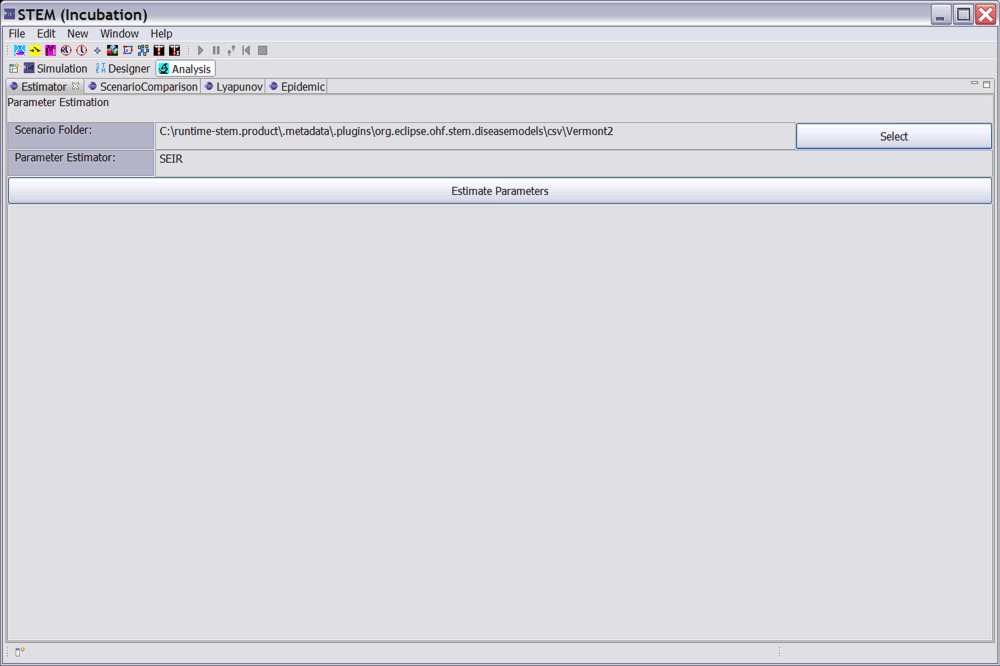 STEM (Incubation)
File Edit New Window Help
Simulation Designer Analysis
Estimator ScenarioComparison Lyapunov Epidemic
Parameter Estimation
Scenario Folder: C:\runtime-stem.product\.metadata\.plugins\org.eclipse.ohf.stem.diseasemodels\csv\Vermont2 Select
Parameter Estimator: SEIR
Estimate Parameters